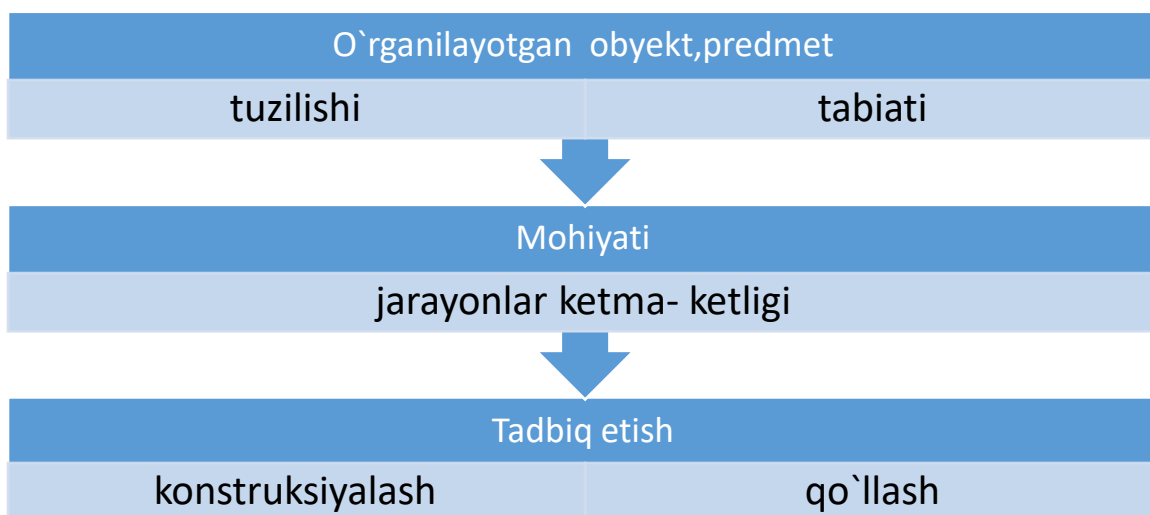 O`rganilayotgan obyekt,predmet
tuzilishi tabiati
Mohiyati
jarayonlar ketma- ketligi
Tadbiq etish
konstruksiyalash qo`llash